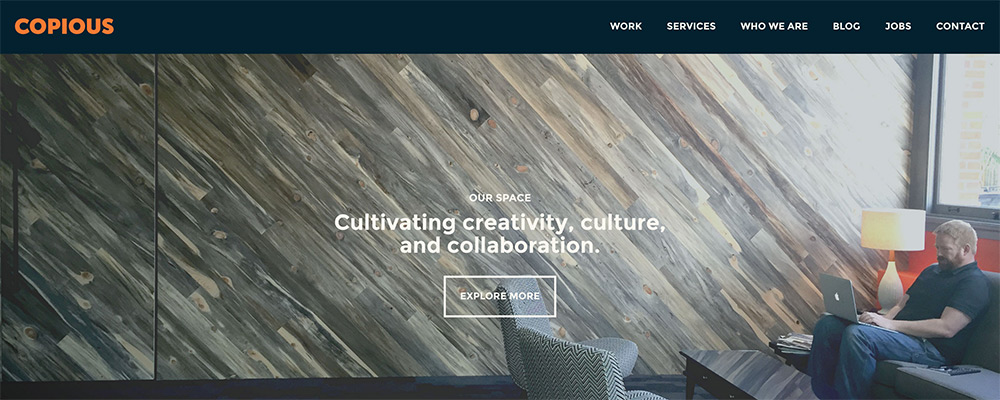 COPIOUS
WORK SERVICES WHO WE ARE BLOG JOBS CONTACT
OUR SPACE
Cultivating creativity, culture,
and collaboration.
EXPLORE MORE